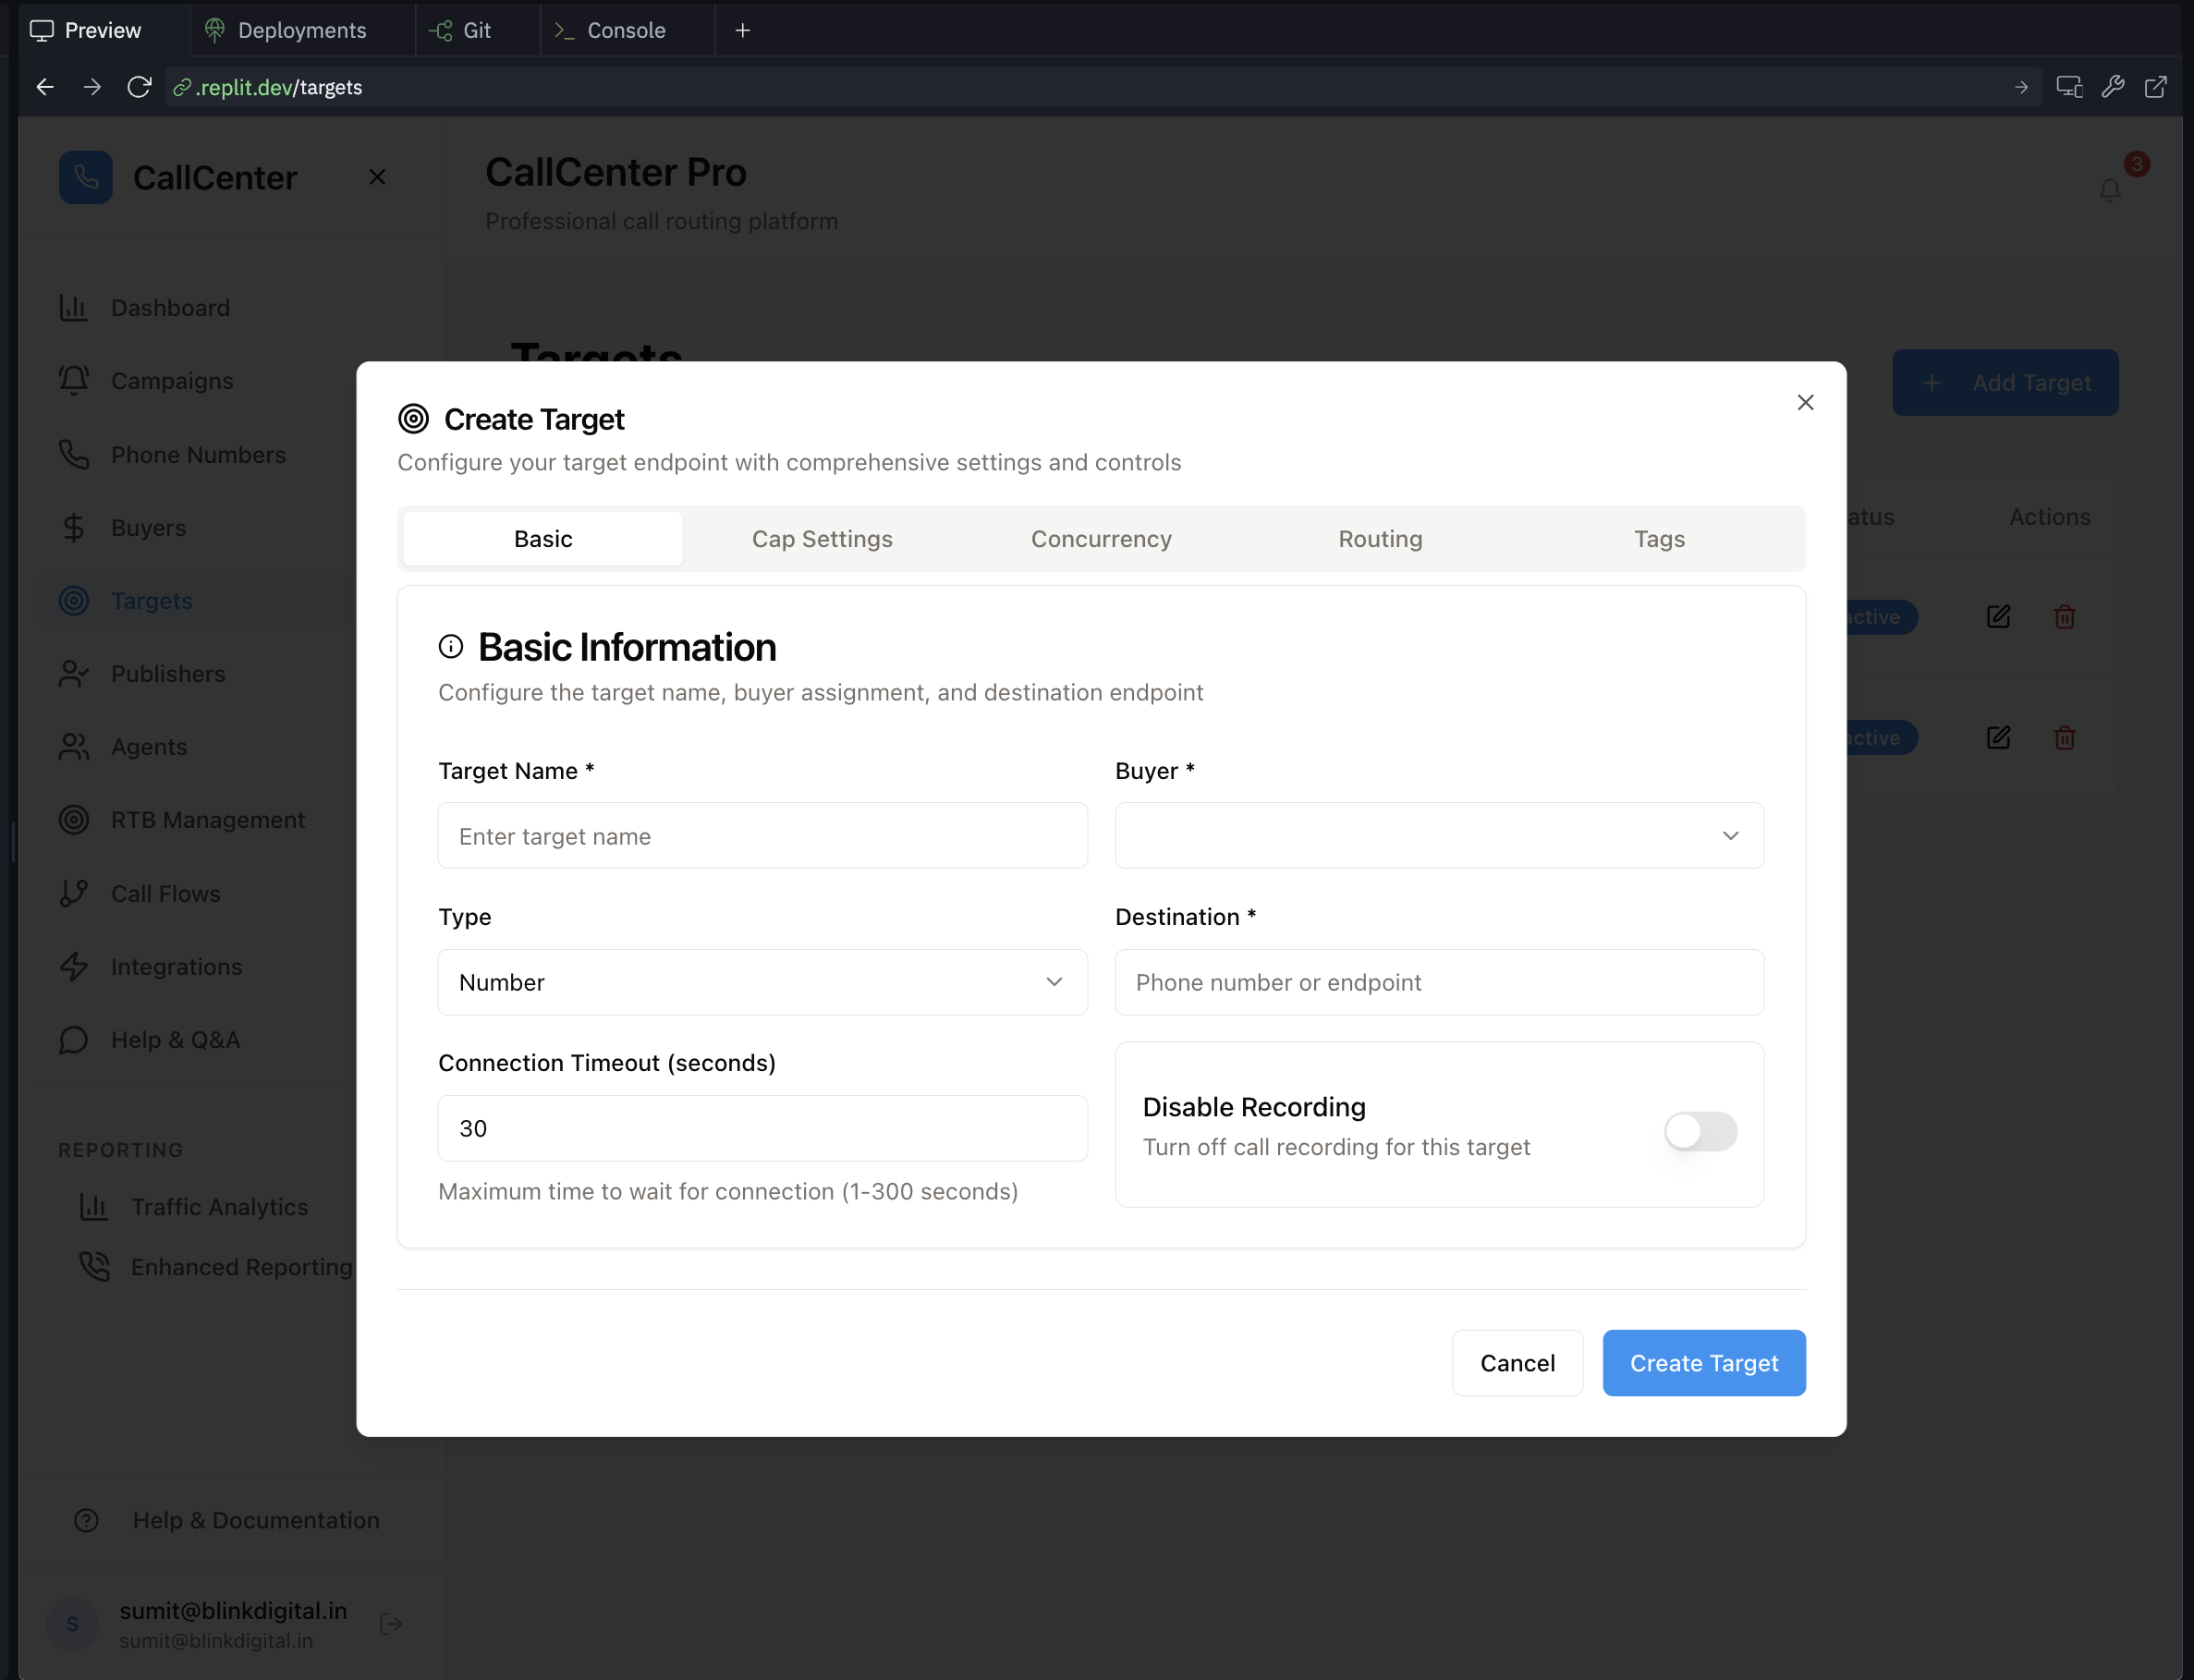 Preview
Deployments
Git
Console
.replit.dev/targets
CallCenter
CallCenter Pro
Professional call routing platform
3
Dashboard
Campaigns
Phone Numbers
Buyers
Targets
Publishers
Agents
RTB Management
Call Flows
Integrations
Help & Q&A
REPORTING
Traffic Analytics
Enhanced Reporting
Help & Documentation
S
sumit@blinkdigital.in
sumit@blinkdigital.in
Targets
Add Target
Actions
active
active
Create Target
Configure your target endpoint with comprehensive settings and controls
Basic
Cap Settings
Concurrency
Routing
Tags
Basic Information
Configure the target name, buyer assignment, and destination endpoint
Target Name *
Enter target name
Buyer *
Type
Number
Destination *
Phone number or endpoint
Connection Timeout (seconds)
30
Maximum time to wait for connection (1-300 seconds)
Disable Recording
Turn off call recording for this target
Cancel
Create Target